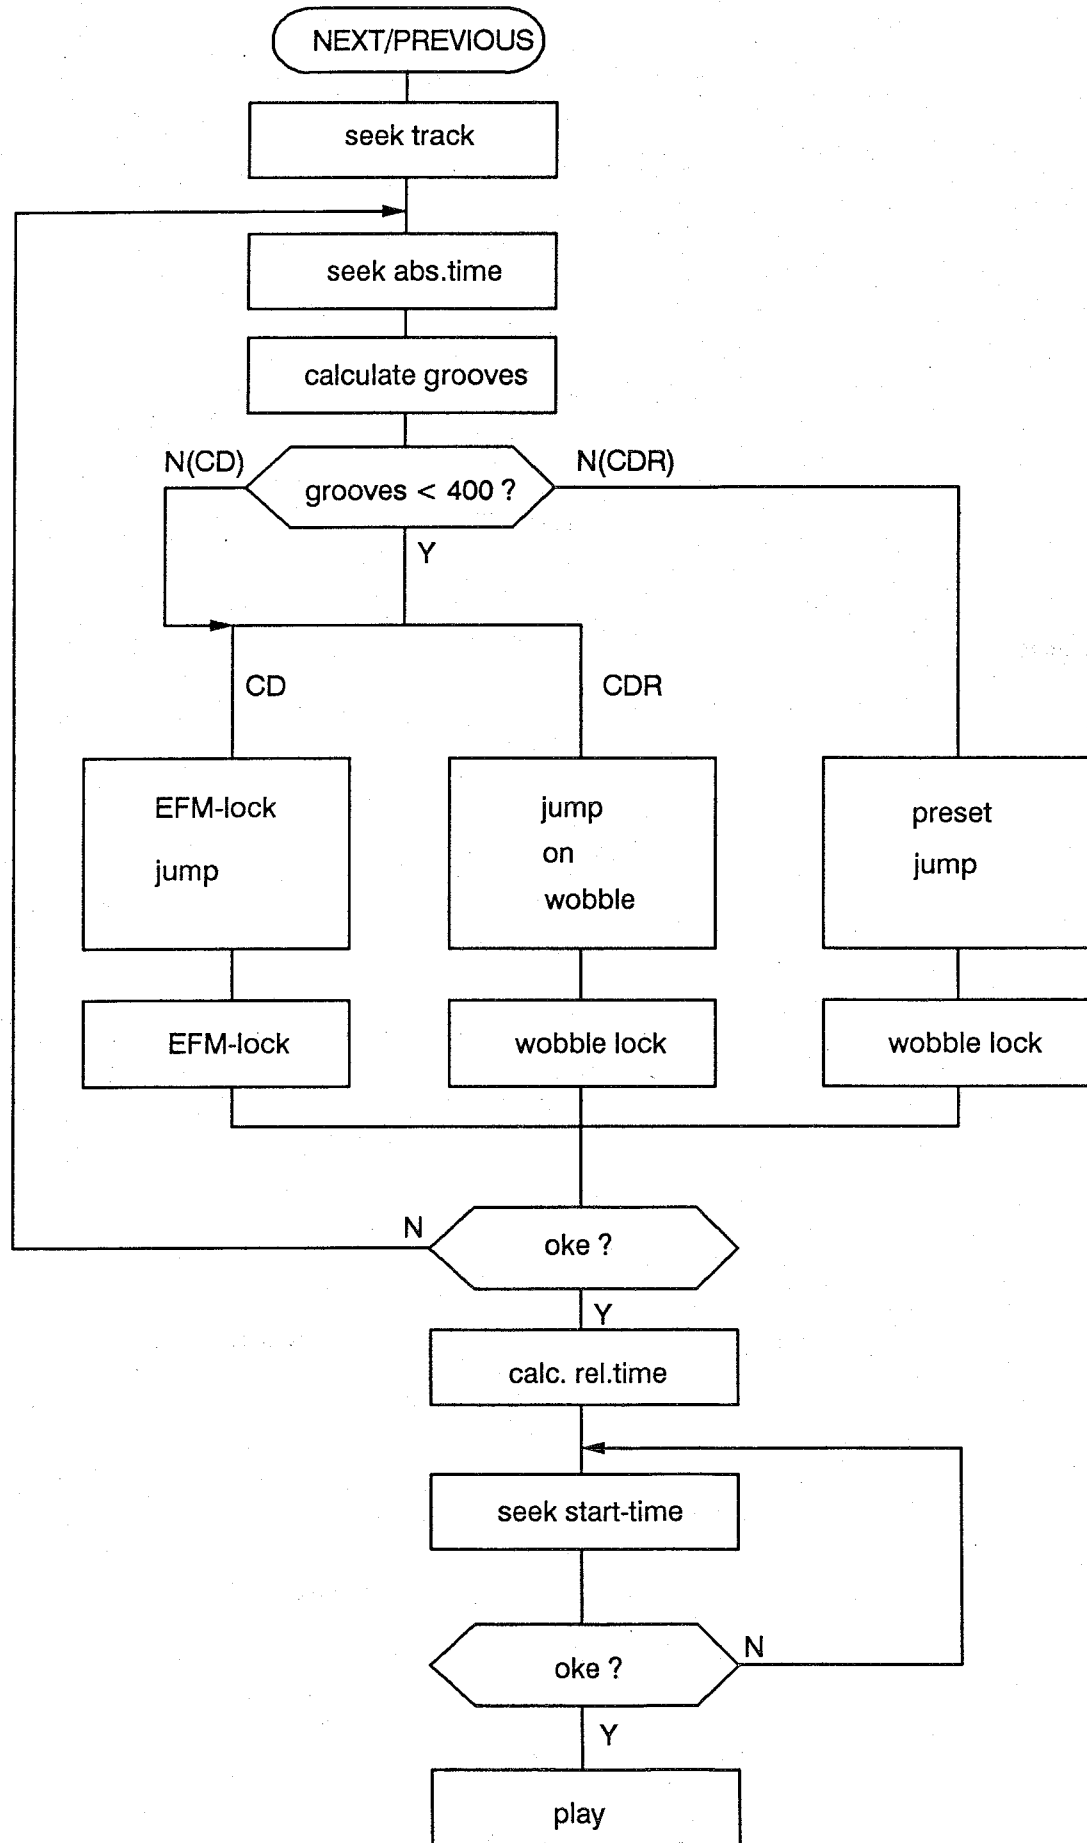 NEXT/PREVIOUS
seek track
seek abs.time
calculate grooves
N(CD)
N(CDR)
grooves < 400 ?
Y
CD
CDR
EFM-lock
jump
jump
on
wobble
preset
jump
EFM-lock
wobble lock
wobble lock
N
oke ?
Y
calc. rel.time
seek start-time
oke ?
N
Y
play